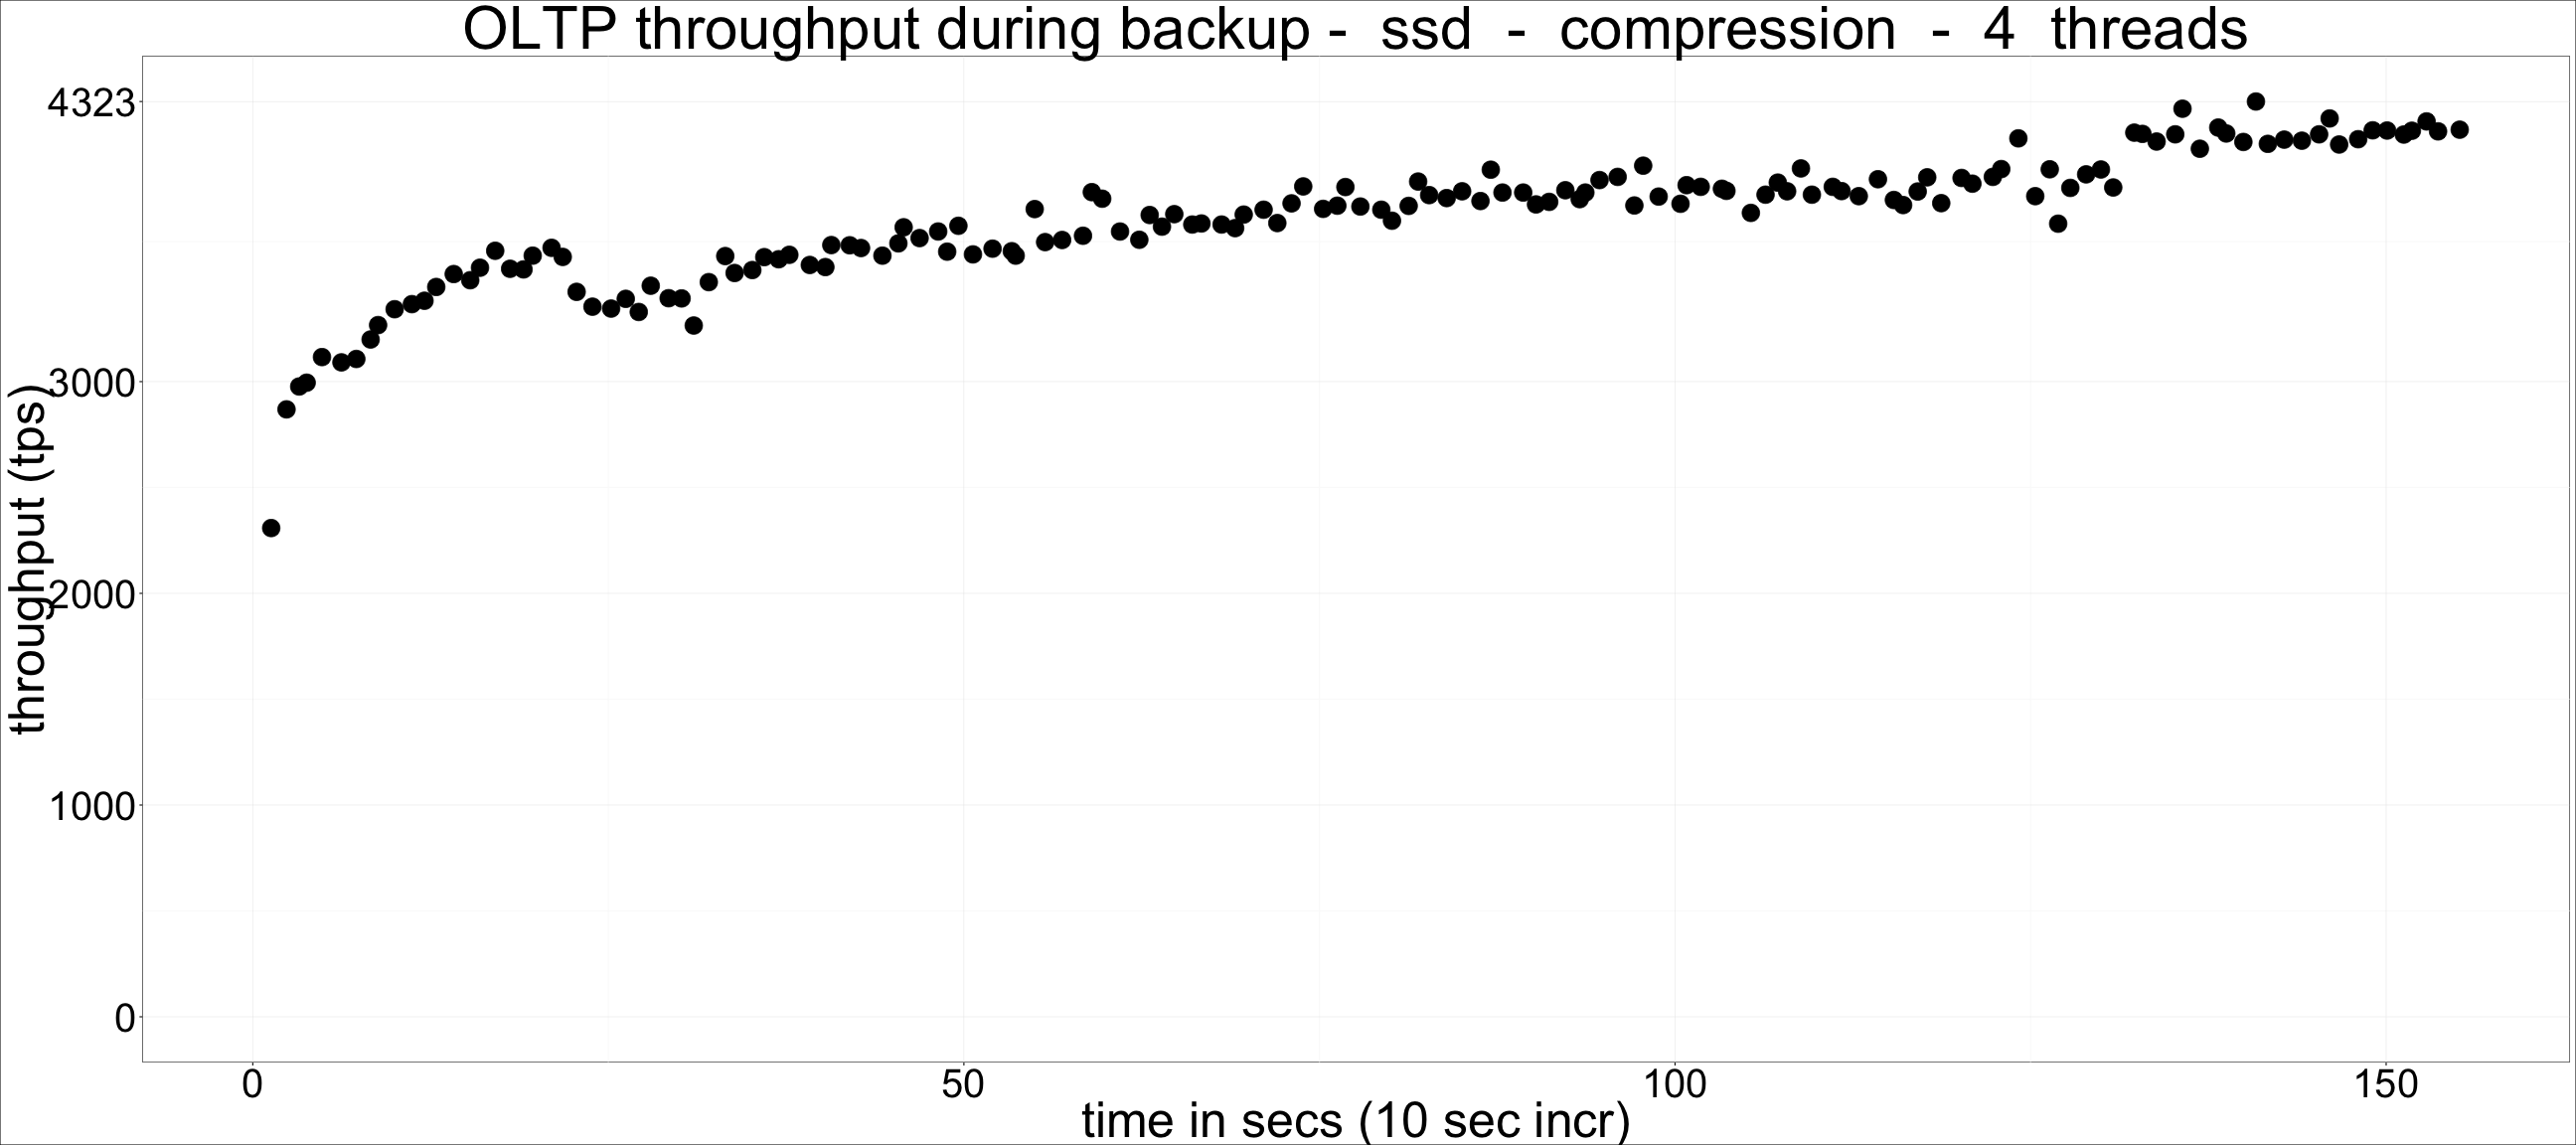 OLTP throughput during backup - ssd - compression - 4 threads
4323
3000
2000
1000
0
throughput (tps)
0 50 100 150
time in secs (10 sec incr)